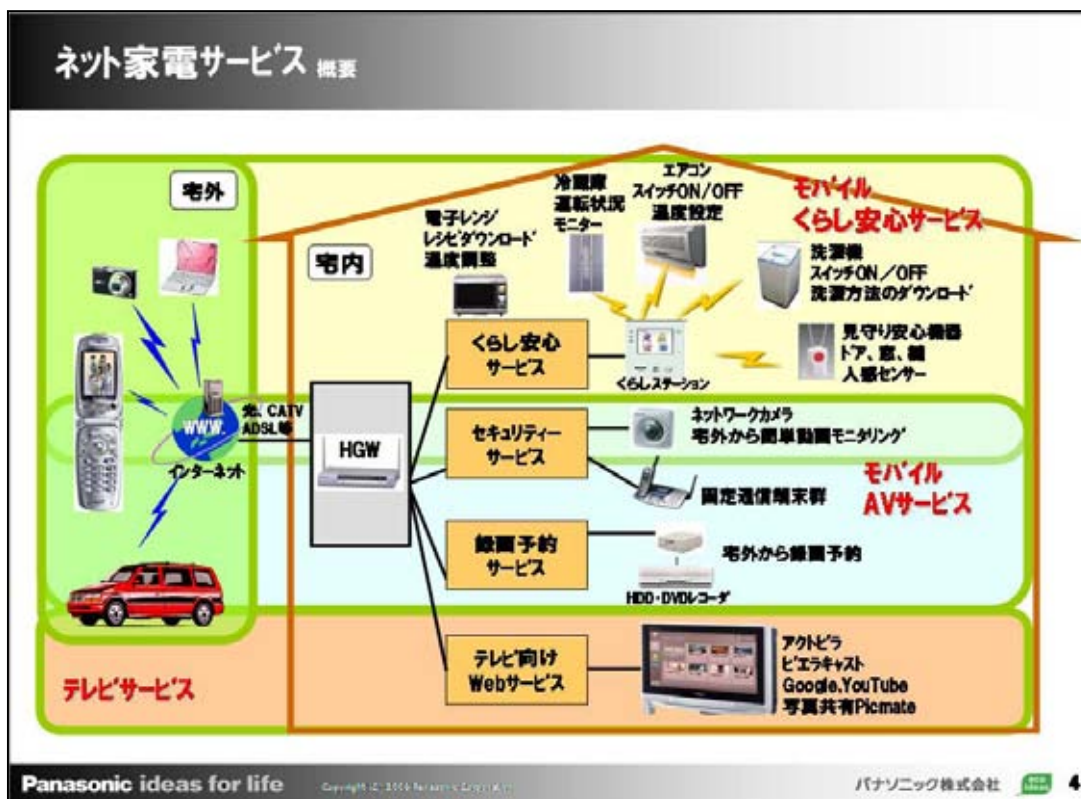 ネット家電サービス 概要
宅外
宅内
電子レンジ
レシピダウンロード
温度調整
冷蔵庫
運転状況
モニター
エアコン
スイッチON/OFF
温度設定
モバイル
くらし安心サービス
洗濯機
スイッチON/OFF
洗濯方法のダウンロード
見守り安心機器
ドア、窓、鍵
人感センサー
くらし安心
サービス
くらしステーション
WWW.
光、CATV
ADSL等
インターネット
HGW
セキュリティー
サービス
ネットワークカメラ
宅外から簡単動画モニタリング
固定通信端末群
モバイル
AVサービス
録画予約
サービス
宅外から録画予約
HDD・DVDレコーダ
テレビサービス
テレビ向け
Webサービス
アクトビラ
ビエラキャスト
Google,YouTube
写真共有Picmate
Panasonic ideas for life
パナソニック株式会社
eco ideas
4